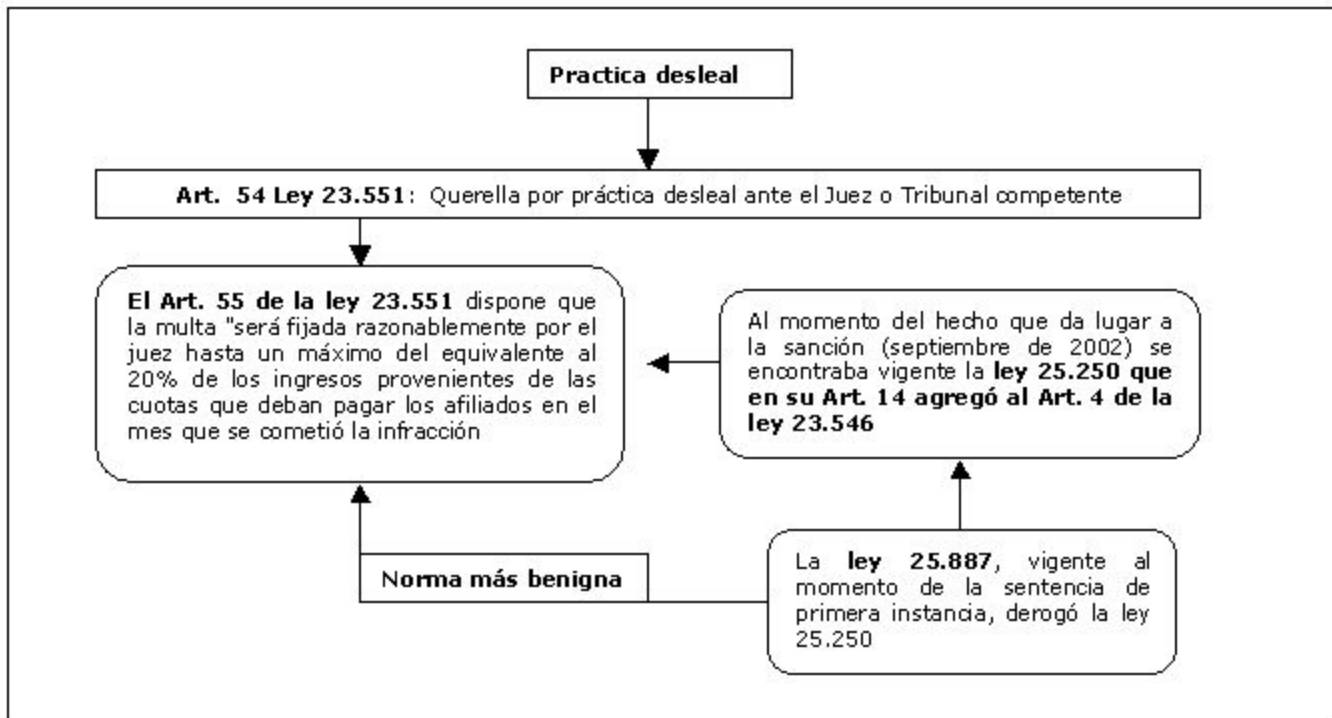 Practica desleal
Art. 54 Ley 23.551: Querella por práctica desleal ante el Juez o Tribunal competente
El Art. 55 de la ley 23.551 dispone que
la multa "será fijada razonablemente por el
juez hasta un máximo del equivalente al
20% de los ingresos provenientes de las
cuotas que deban pagar los afiliados en el
mes que se cometió la infracción
Al momento del hecho que da lugar a
la sanción (septiembre de 2002) se
encontraba vigente la ley 25.250 que
en su Art. 14 agregó al Art. 4 de la
ley 23.546
Norma más benigna
La ley 25.887, vigente al
momento de la sentencia de
primera instancia, derogó la ley
25.250